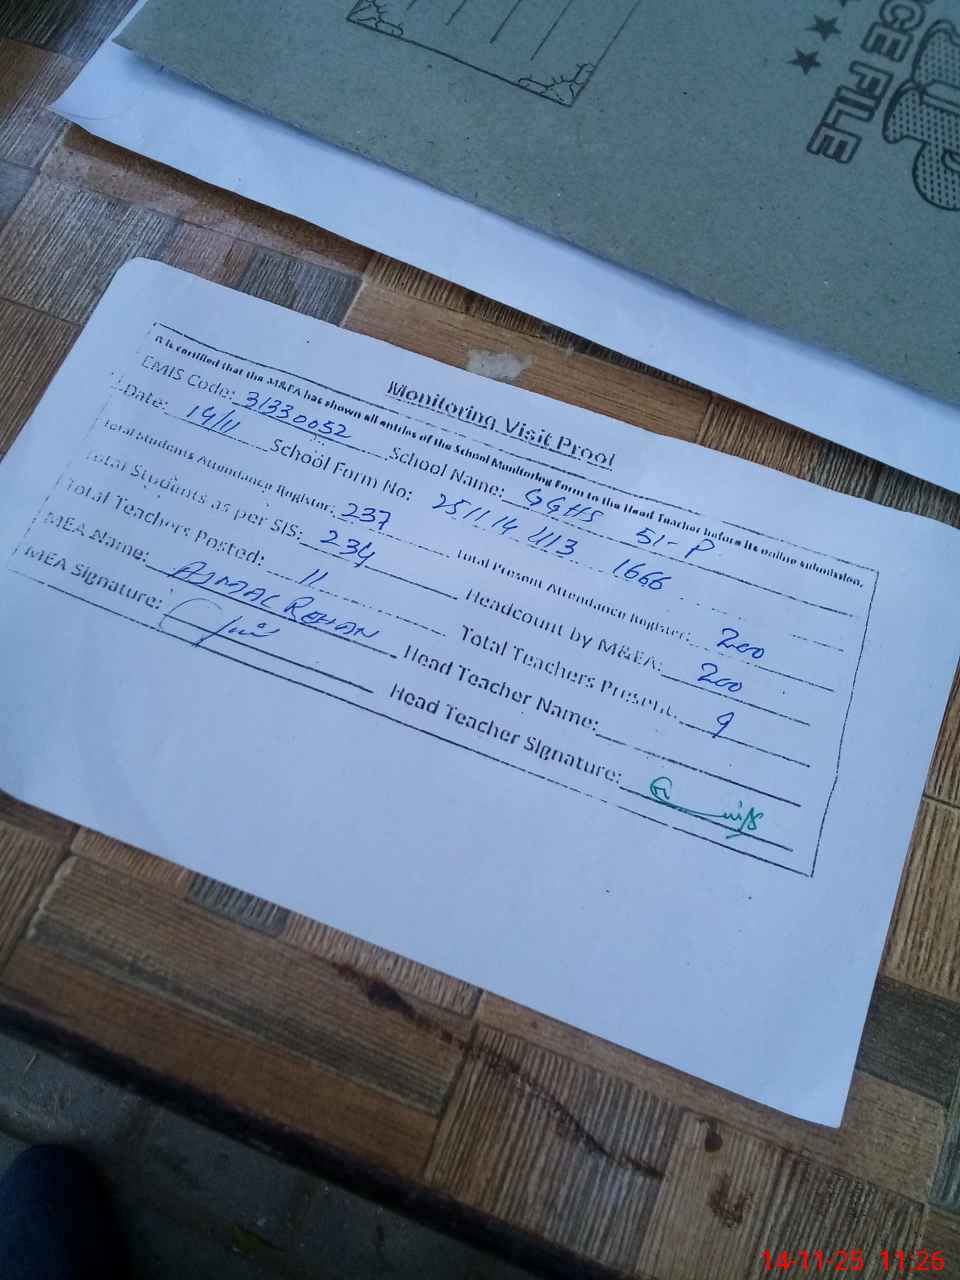 CE FILE
Monitoring Visit Proof
It is certified that the M&EA has shown all entries of the School Monitoring Form to the Head Teacher before its online submission.
EMIS Code: 31330052 School Name: GGHS 51-P
Date: 14/11 School Form No: 25 11 14 413 1666
Total Students Attendance Register: 237 Total Present Attendance Register: 200
Total Students as per SIS: 234 Headcount by M&EA: 200
Total Teachers Posted: 11 Total Teachers Present: 9
MEA Name: AJMAL REHAN Head Teacher Name:
MEA Signature: Head Teacher Signature:
14-11-25 11:26